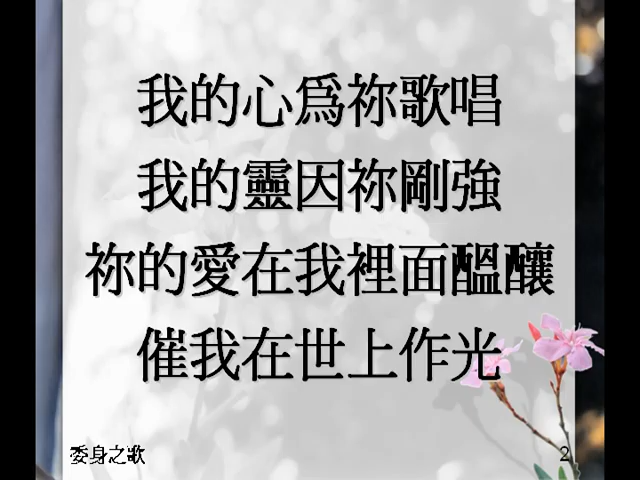 我的心爲祢歌唱
我的靈因祢剛強
祢的愛在我裡面醞釀
催我在世上作光
委身之歌
2